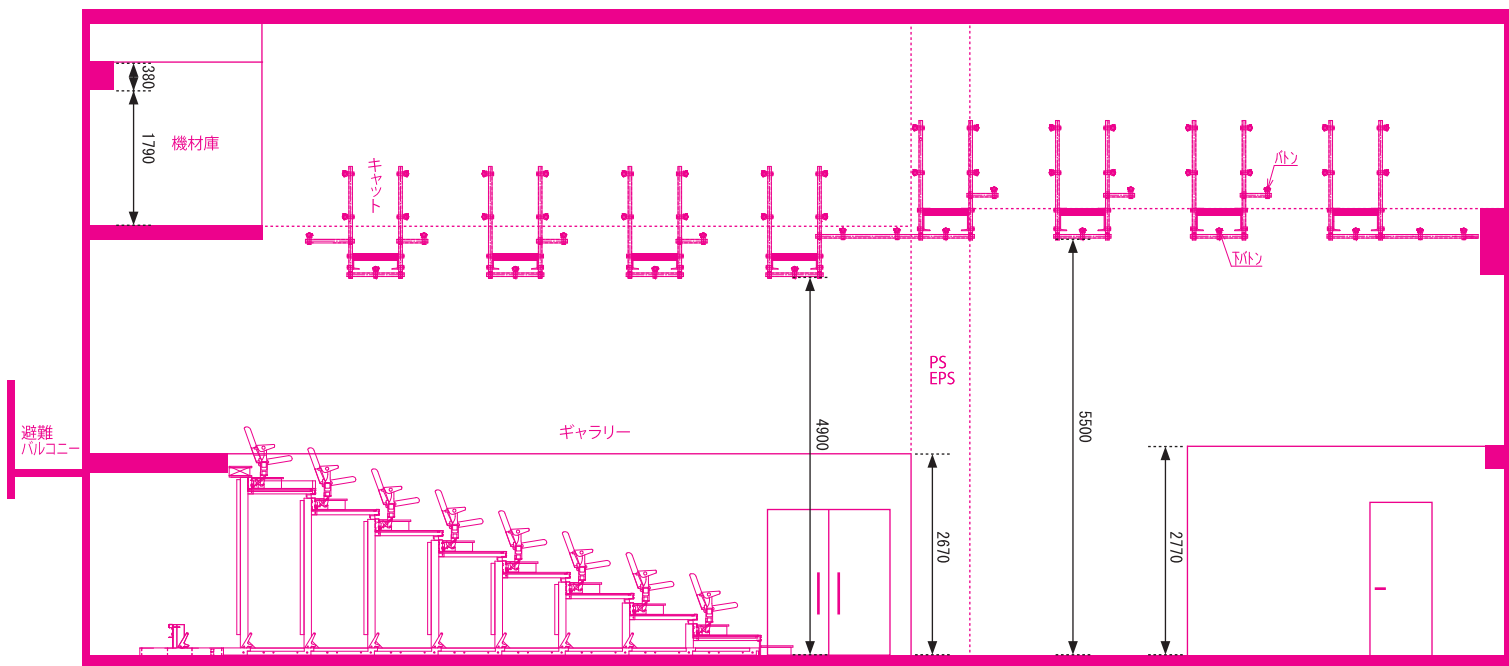 380
1790
機材庫
キャット
バトン
下バトン
PS
EPS
4900
5500
避難
バルコニー
ギャラリー
2670
2770